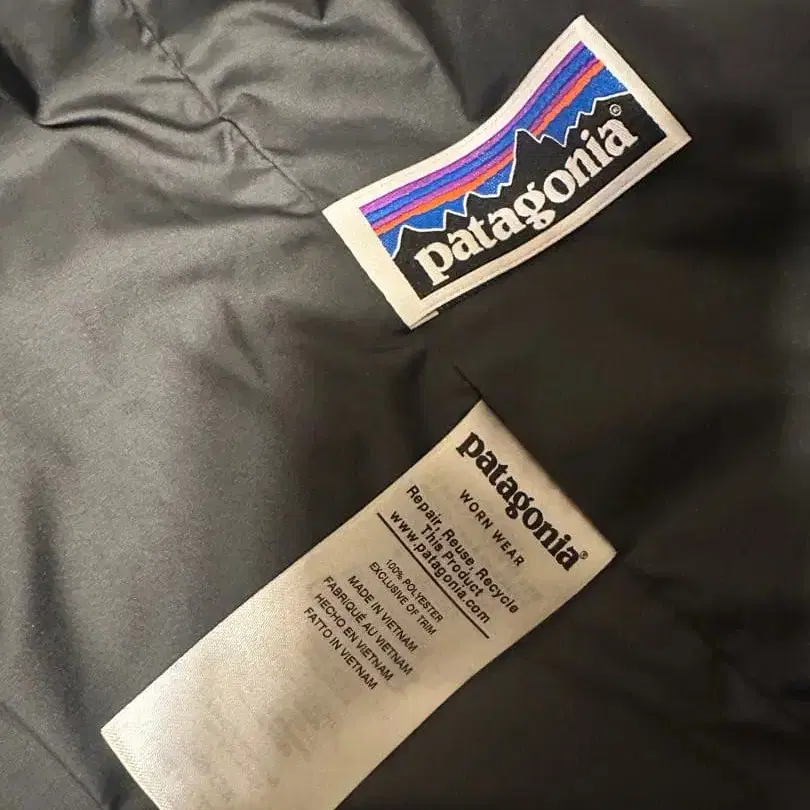 patagonia®
patagonia®
WORN WEAR
Repair, Reuse, Recycle
This Product
www.patagonia.com
100% POLYESTER
EXCLUSIVE OF TRIM
MADE IN VIETNAM
FABRIQUÉ AU VIETNAM
HECHO EN VIETNAM
FATTO IN VIETNAM